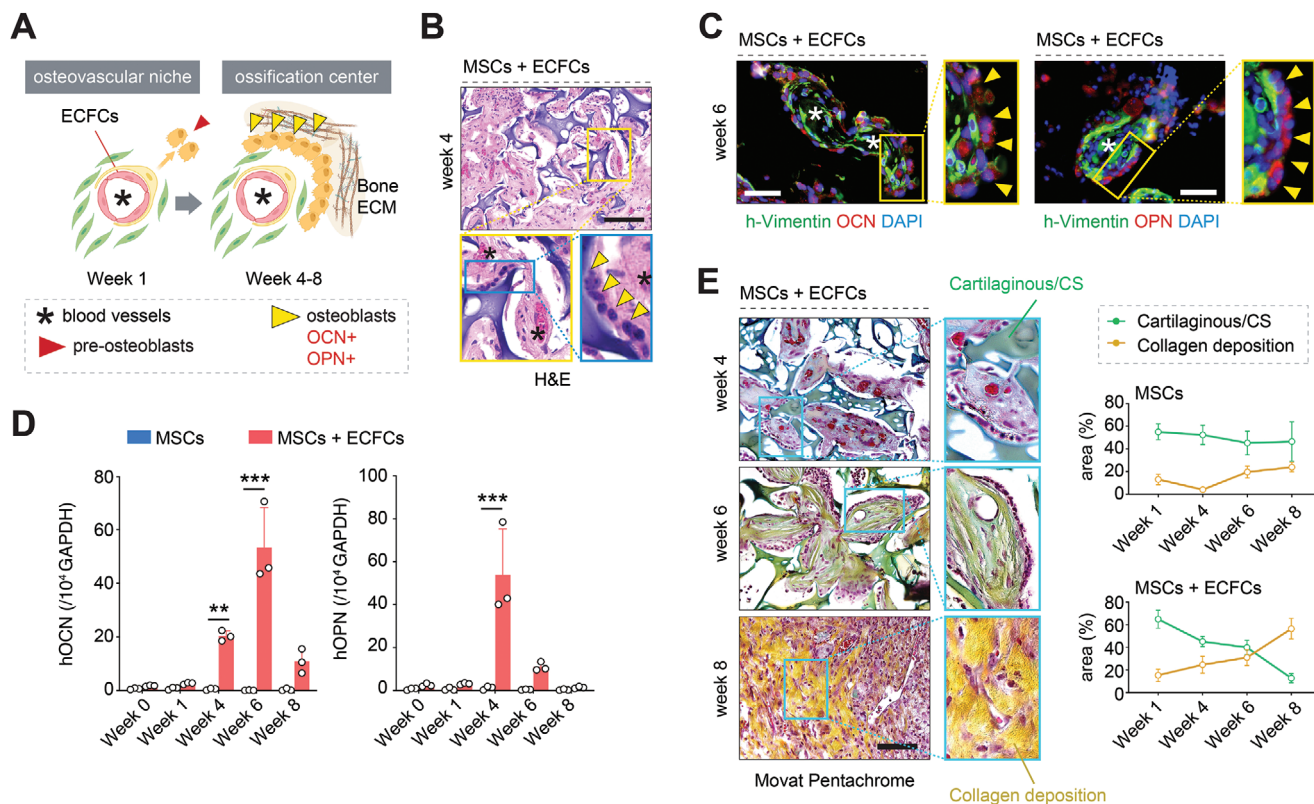 A
osteovascular niche
ossification center
ECFCs
*
*
Bone
ECM
Week 1
Week 4-8
* blood vessels
pre-osteoblasts
osteoblasts
OCN+
OPN+
B
MSCs + ECFCs
week 4
*
*
*
H&E
C
MSCs + ECFCs
MSCs + ECFCs
week 6
*
*
*
h-Vimentin OCN DAPI
h-Vimentin OPN DAPI
D
MSCs
MSCs + ECFCs
hOCN (/10⁴ GAPDH)
80
60
40
20
0
**
***
Week 0
Week 1
Week 4
Week 6
Week 8
hOPN (/10⁴ GAPDH)
100
80
60
40
20
0
***
Week 0
Week 1
Week 4
Week 6
Week 8
E
MSCs + ECFCs
Cartilaginous/CS
week 4
week 6
week 8
Movat Pentachrome
Collagen deposition
Cartilaginous/CS
Collagen deposition
MSCs
area (%)
80
60
40
20
0
Week 1
Week 4
Week 6
Week 8
MSCs + ECFCs
area (%)
80
60
40
20
0
Week 1
Week 4
Week 6
Week 8